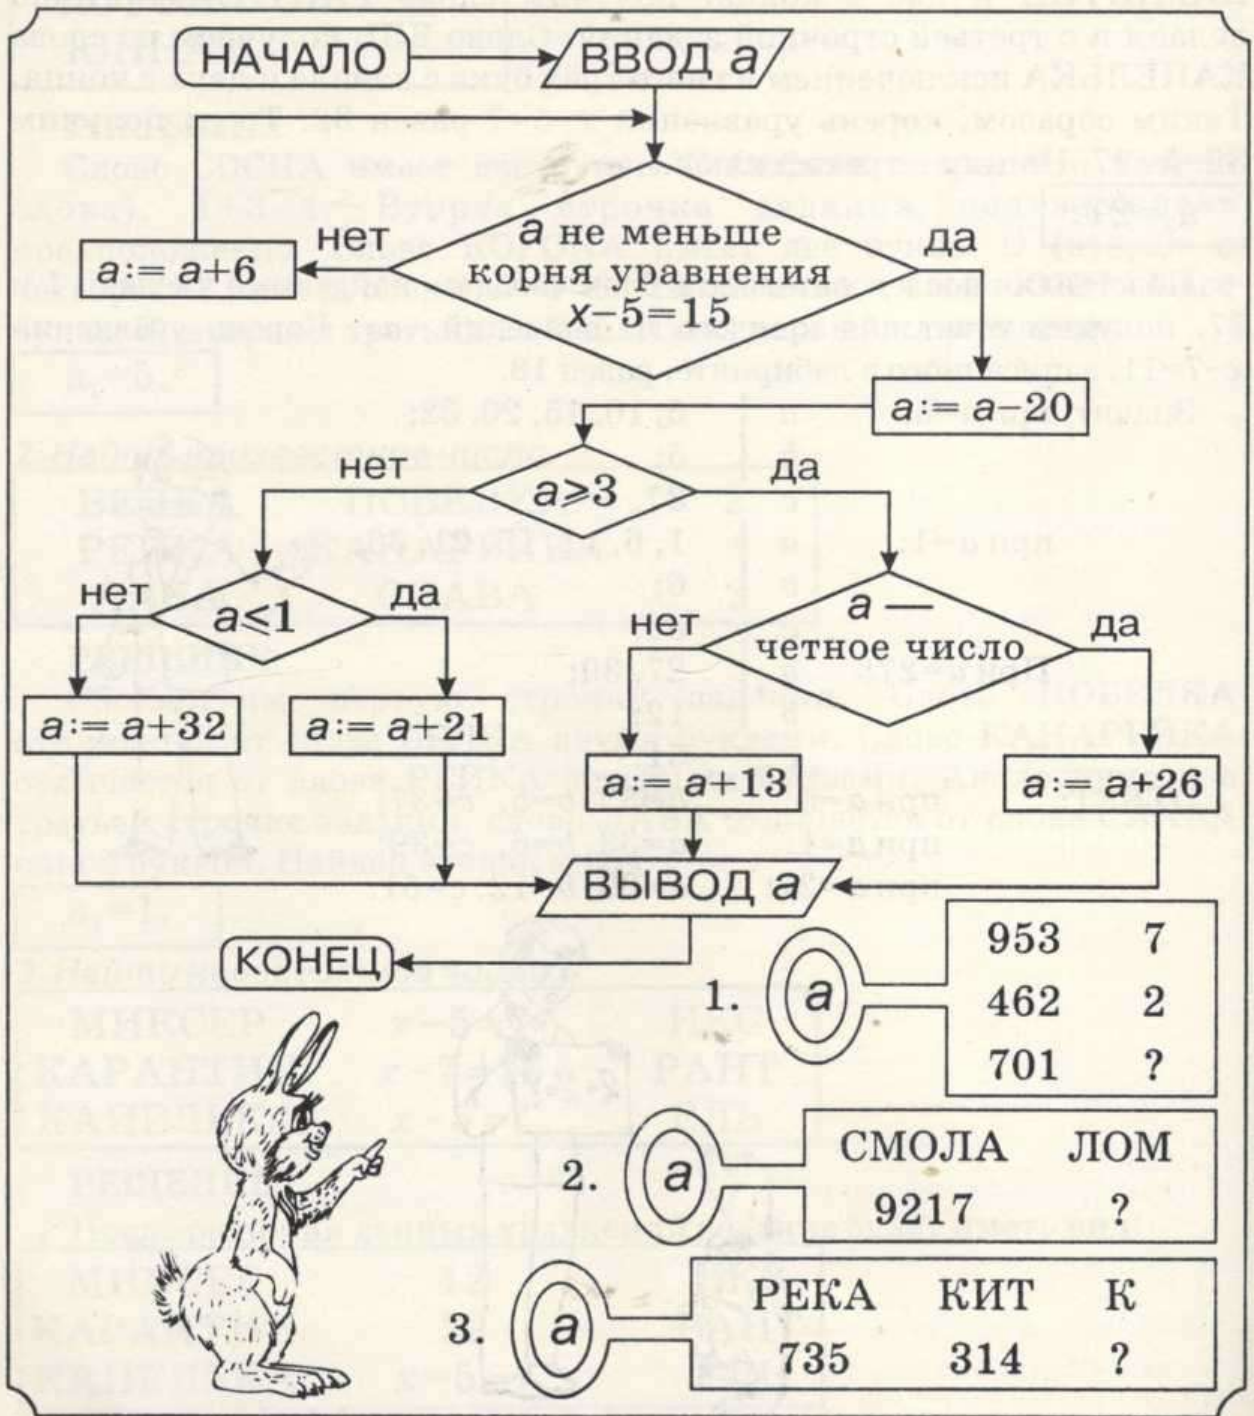 НАЧАЛО
ВВОД a
нет
a не меньше
корня уравнения
x−5=15
да
a:= a+6
a:= a−20
нет
a⩾3
да
нет
a⩽1
да
нет
a —
четное число
да
a:= a+32
a:= a+21
a:= a+13
a:= a+26
ВЫВОД a
КОНЕЦ
1.
a
953 7
462 2
701 ?
2.
a
СМОЛА ЛОМ
9217 ?
3.
a
РЕКА КИТ К
735 314 ?